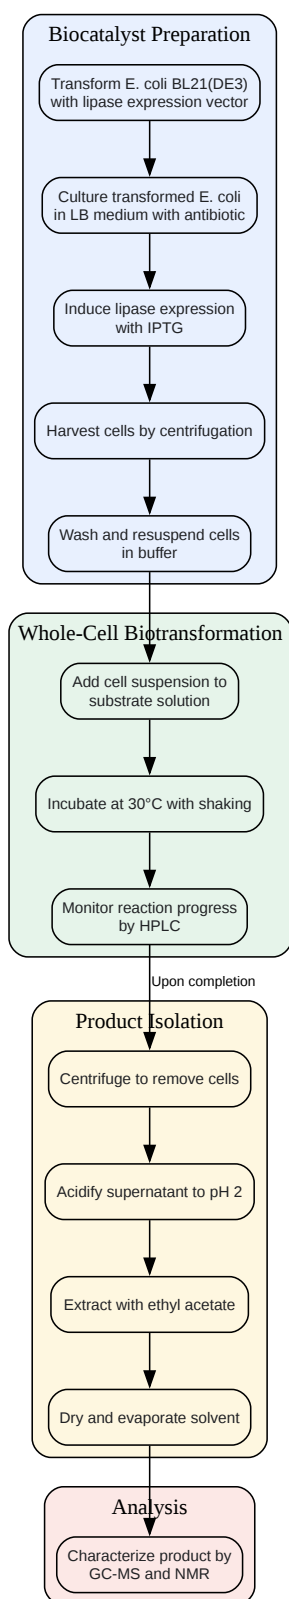 Biocatalyst Preparation
Transform E. coli BL21(DE3)
with lipase expression vector
Culture transformed E. coli
in LB medium with antibiotic
Induce lipase expression
with IPTG
Harvest cells by centrifugation
Wash and resuspend cells
in buffer
Whole-Cell Biotransformation
Add cell suspension to
substrate solution
Incubate at 30°C with shaking
Monitor reaction progress
by HPLC
Upon completion
Product Isolation
Centrifuge to remove cells
Acidify supernatant to pH 2
Extract with ethyl acetate
Dry and evaporate solvent
Analysis
Characterize product by
GC-MS and NMR